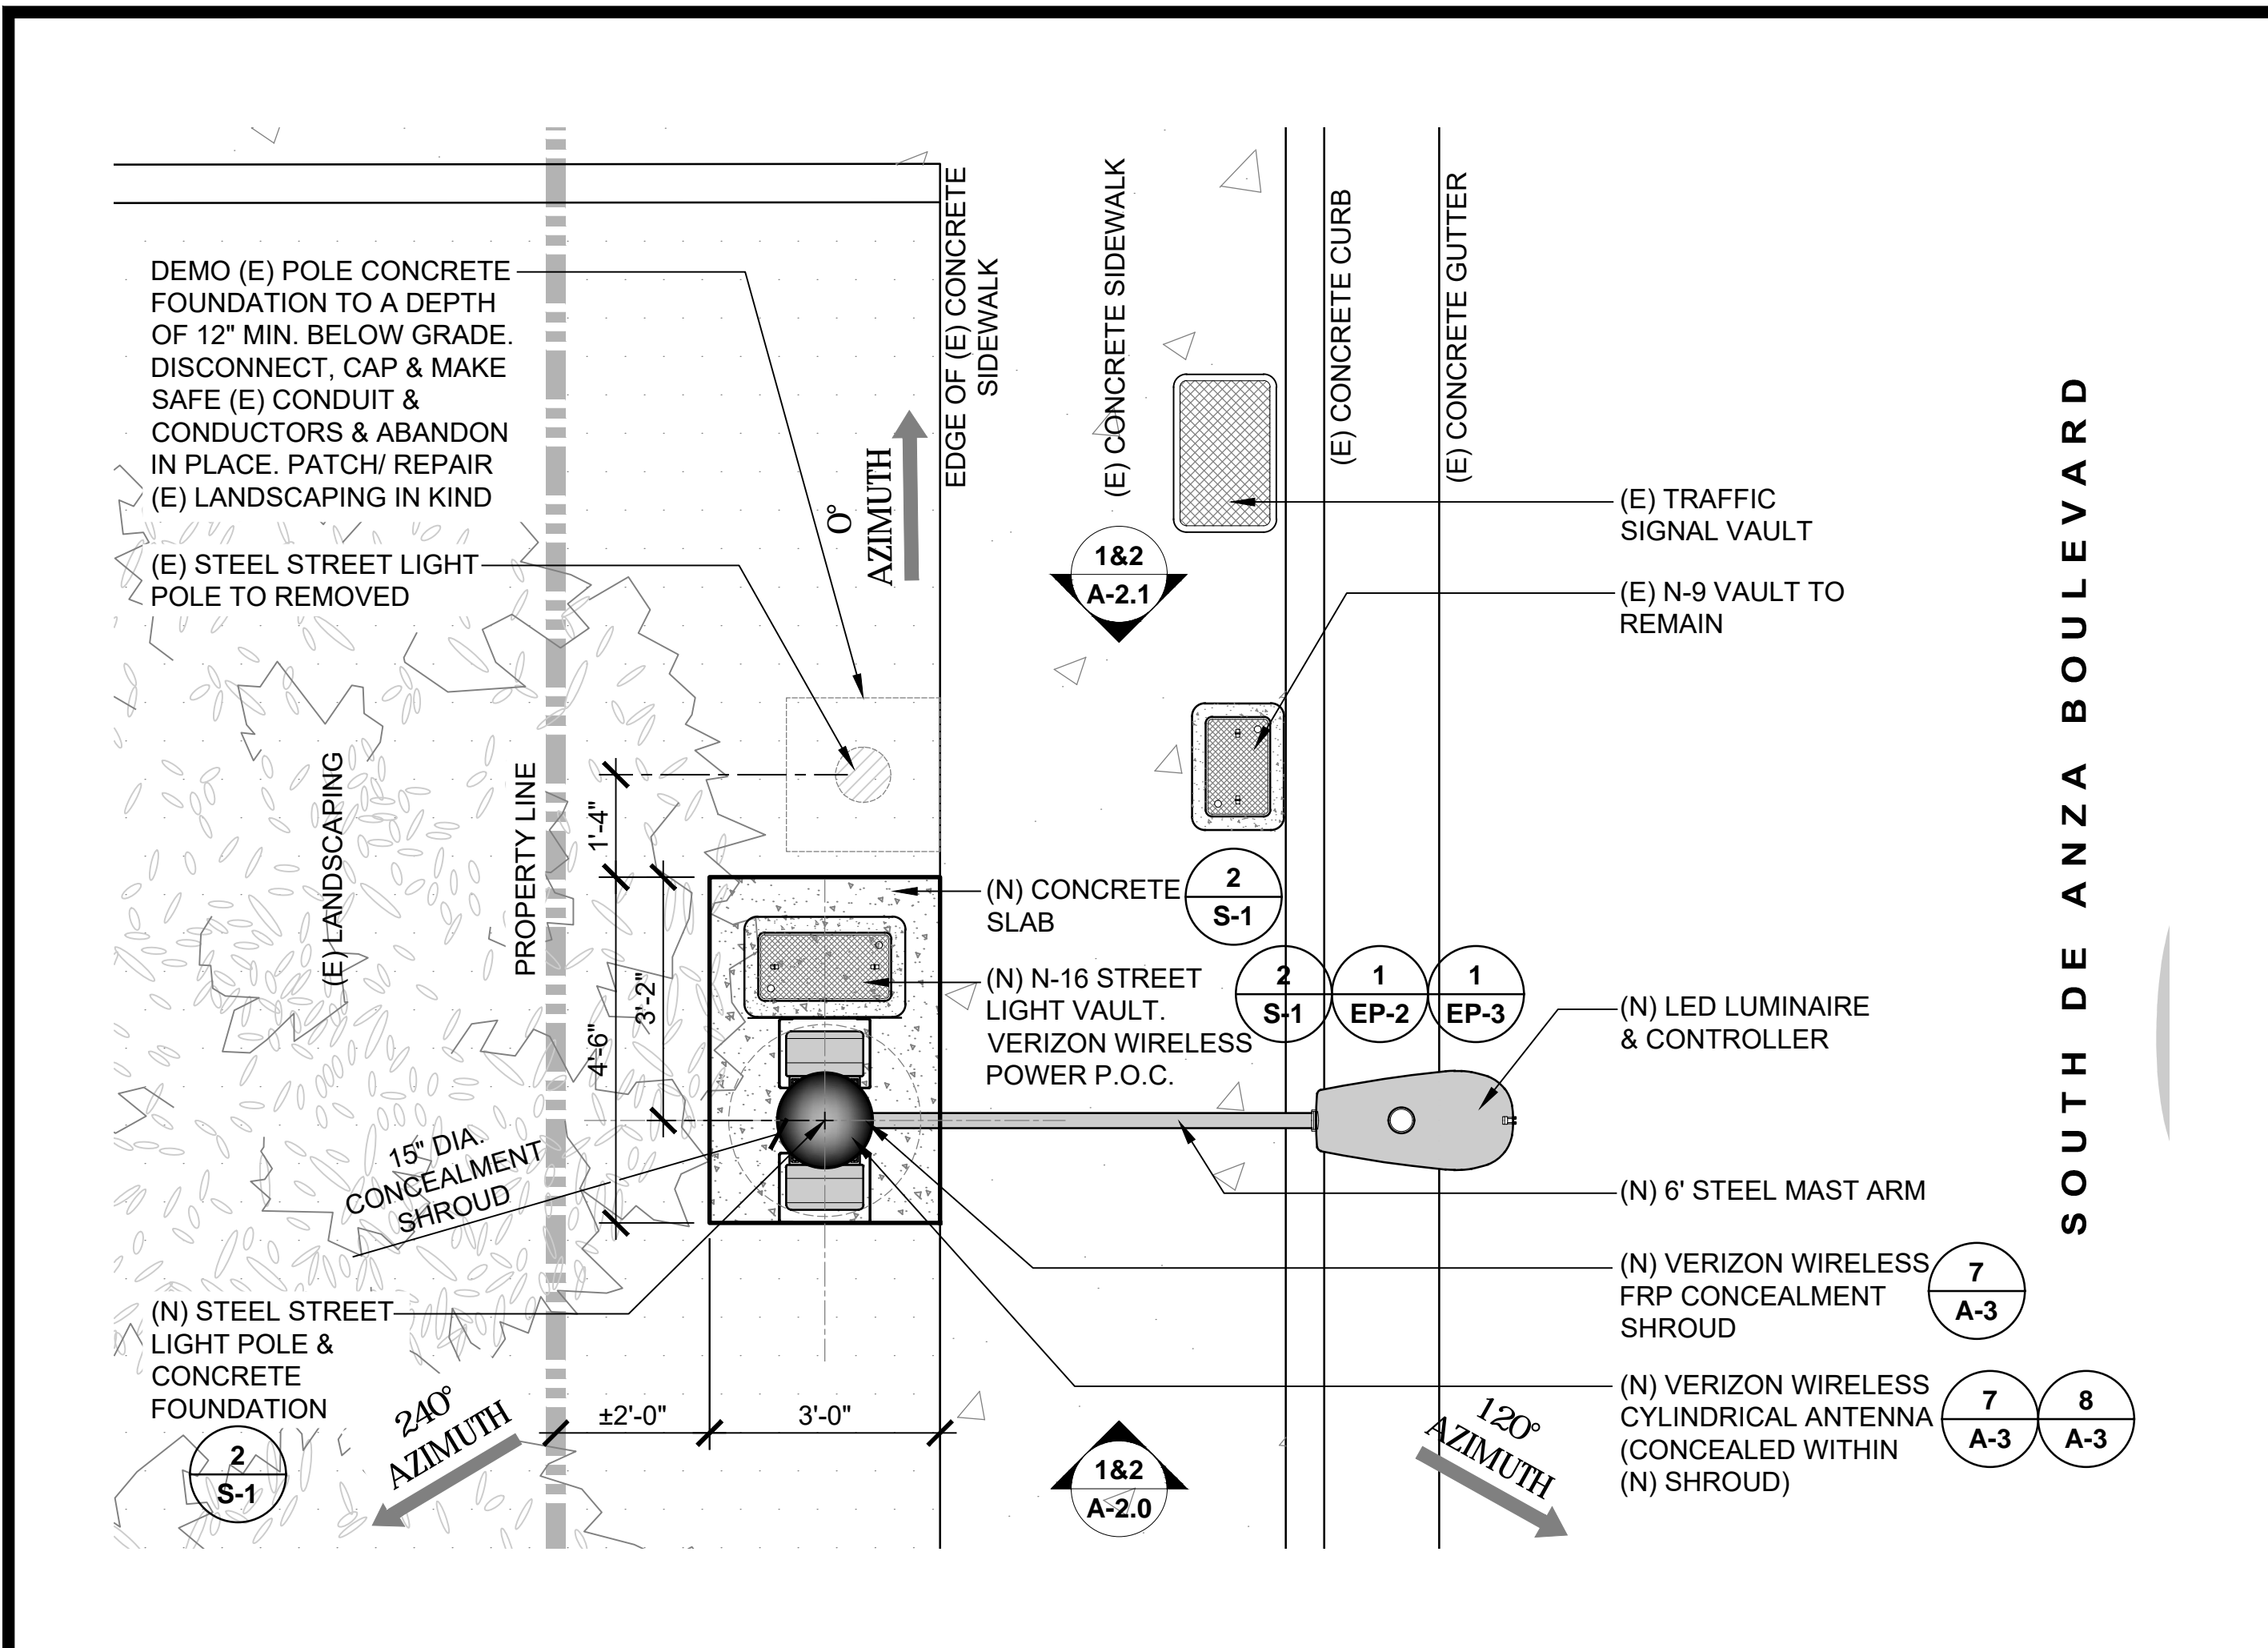 DEMO (E) POLE CONCRETE
FOUNDATION TO A DEPTH
OF 12" MIN. BELOW GRADE.
DISCONNECT, CAP & MAKE
SAFE (E) CONDUIT &
CONDUCTORS & ABANDON
IN PLACE. PATCH/ REPAIR
(E) LANDSCAPING IN KIND
(E) STEEL STREET LIGHT
POLE TO REMOVED
(E) LANDSCAPING
PROPERTY LINE
0°
AZIMUTH
EDGE OF (E) CONCRETE
SIDEWALK
(E) CONCRETE SIDEWALK
(E) CONCRETE CURB
(E) CONCRETE GUTTER
1&2
A-2.1
(E) TRAFFIC
SIGNAL VAULT
(E) N-9 VAULT TO
REMAIN
SOUTH DE ANZA BOULEVARD
1'-4"
3'-2"
4'-6"
(N) CONCRETE
SLAB
2
S-1
(N) N-16 STREET
LIGHT VAULT.
VERIZON WIRELESS
POWER P.O.C.
2
S-1
1
EP-2
1
EP-3
(N) LED LUMINAIRE
& CONTROLLER
15" DIA.
CONCEALMENT
SHROUD
(N) 6' STEEL MAST ARM
(N) VERIZON WIRELESS
FRP CONCEALMENT
SHROUD
7
A-3
(N) VERIZON WIRELESS
CYLINDRICAL ANTENNA
(CONCEALED WITHIN
(N) SHROUD)
7
A-3
8
A-3
(N) STEEL STREET
LIGHT POLE &
CONCRETE
FOUNDATION
2
S-1
240°
AZIMUTH
±2'-0"
3'-0"
1&2
A-2.0
120°
AZIMUTH